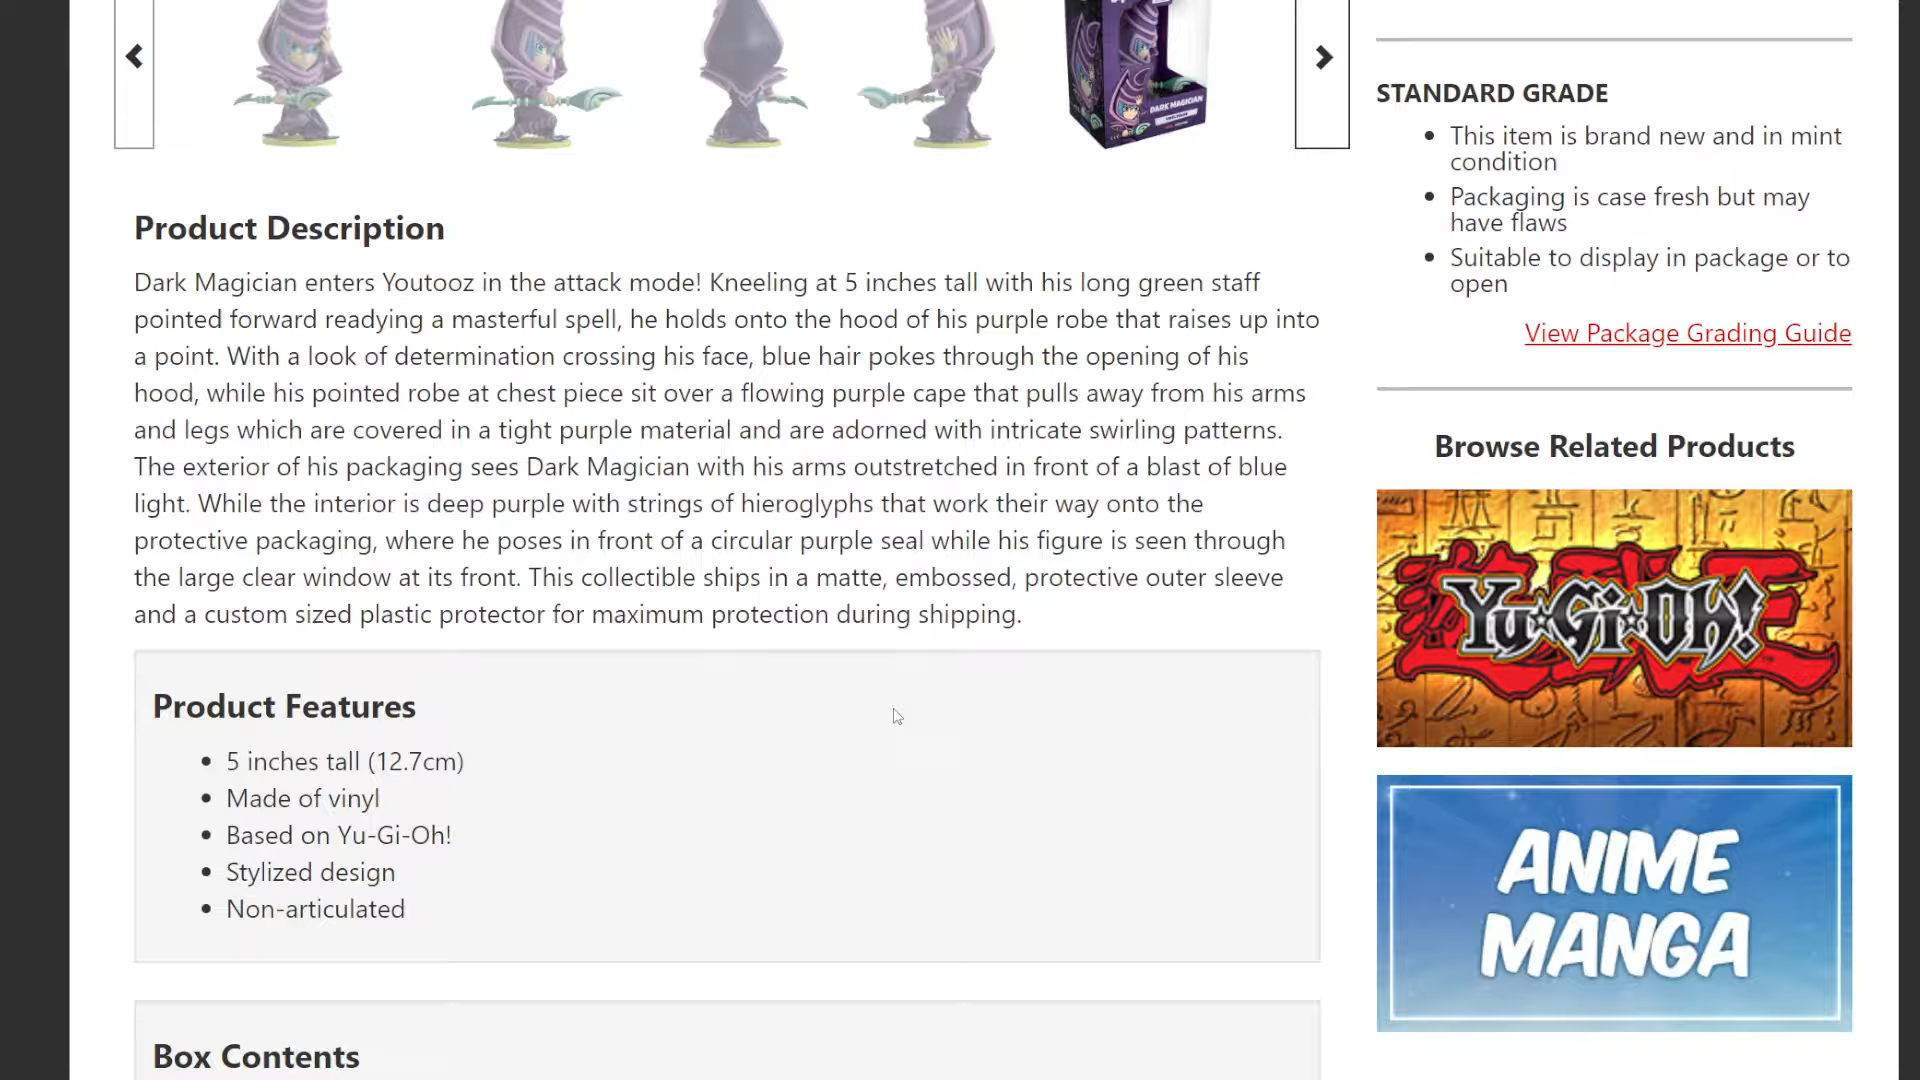 DARK MAGICIAN
Product Description
Dark Magician enters Youtooz in the attack mode! Kneeling at 5 inches tall with his long green staff
pointed forward readying a masterful spell, he holds onto the hood of his purple robe that raises up into
a point. With a look of determination crossing his face, blue hair pokes through the opening of his
hood, while his pointed robe at chest piece sit over a flowing purple cape that pulls away from his arms
and legs which are covered in a tight purple material and are adorned with intricate swirling patterns.
The exterior of his packaging sees Dark Magician with his arms outstretched in front of a blast of blue
light. While the interior is deep purple with strings of hieroglyphs that work their way onto the
protective packaging, where he poses in front of a circular purple seal while his figure is seen through
the large clear window at its front. This collectible ships in a matte, embossed, protective outer sleeve
and a custom sized plastic protector for maximum protection during shipping.
Product Features
• 5 inches tall (12.7cm)
• Made of vinyl
• Based on Yu-Gi-Oh!
• Stylized design
• Non-articulated
Box Contents
STANDARD GRADE
• This item is brand new and in mint
condition
• Packaging is case fresh but may
have flaws
• Suitable to display in package or to
open
View Package Grading Guide
Browse Related Products
Yu-Gi-Oh!
ANIME
MANGA